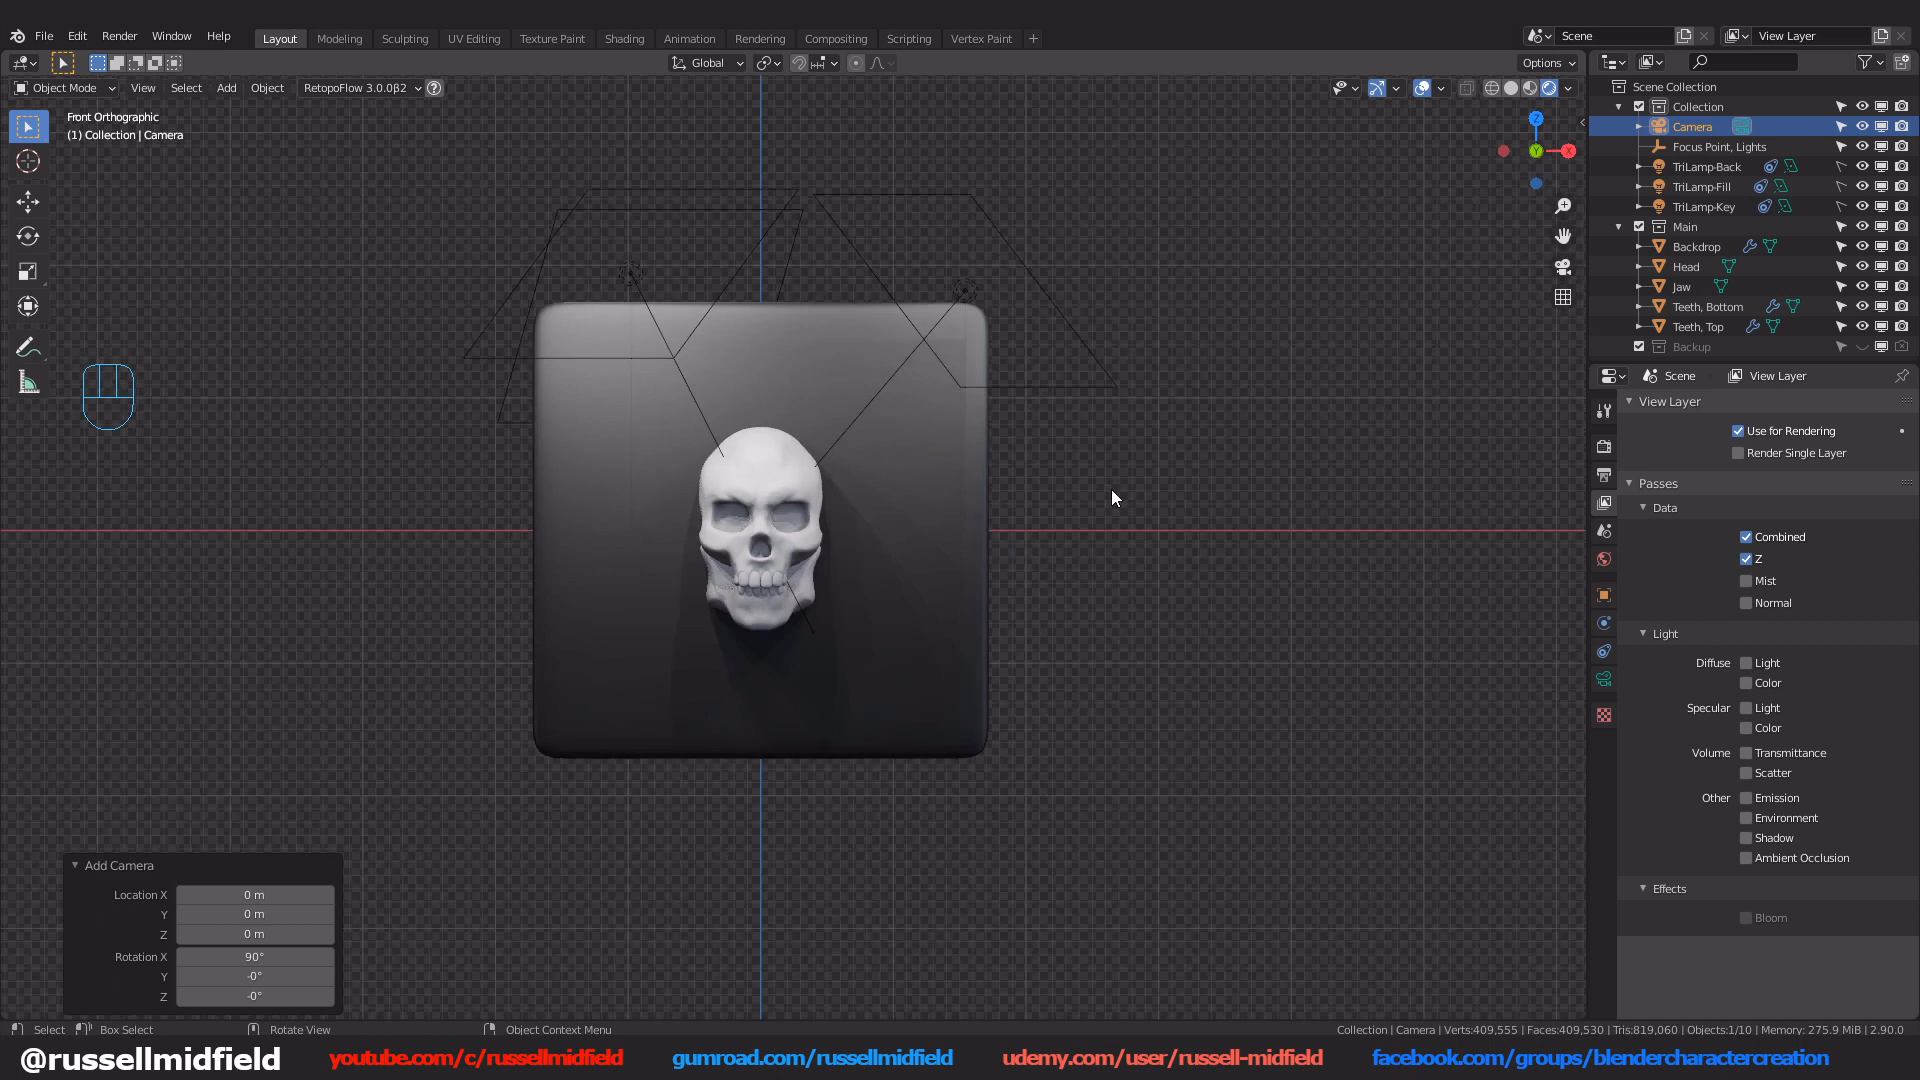 File Edit Render Window Help Layout Modeling Sculpting UV Editing Texture Paint Shading Animation Rendering Compositing Scripting Vertex Paint + Scene View Layer
Global Options
Object Mode View Select Add Object RetopoFlow 3.0.0β2 ?
Front Orthographic
(1) Collection | Camera
Z
Y
X
Scene Collection
Collection
Camera
Focus Point, Lights
TriLamp-Back
TriLamp-Fill
TriLamp-Key
Main
Backdrop
Head
Jaw
Teeth, Bottom
Teeth, Top
Backup
Scene View Layer
View Layer
Use for Rendering
Render Single Layer
Passes
Data
Combined
Z
Mist
Normal
Light
Diffuse Light
Color
Specular Light
Color
Volume Transmittance
Scatter
Other Emission
Environment
Shadow
Ambient Occlusion
Effects
Bloom
Add Camera
Location X 0 m
Y 0 m
Z 0 m
Rotation X 90°
Y -0°
Z -0°
Select Box Select Rotate View Object Context Menu Collection | Camera | Verts:409,555 | Faces:409,530 | Tris:819,060 | Objects:1/10 | Memory: 275.9 MiB | 2.90.0
@russellmidfield youtube.com/c/russellmidfield gumroad.com/russellmidfield udemy.com/user/russell-midfield facebook.com/groups/blendercharactercreation